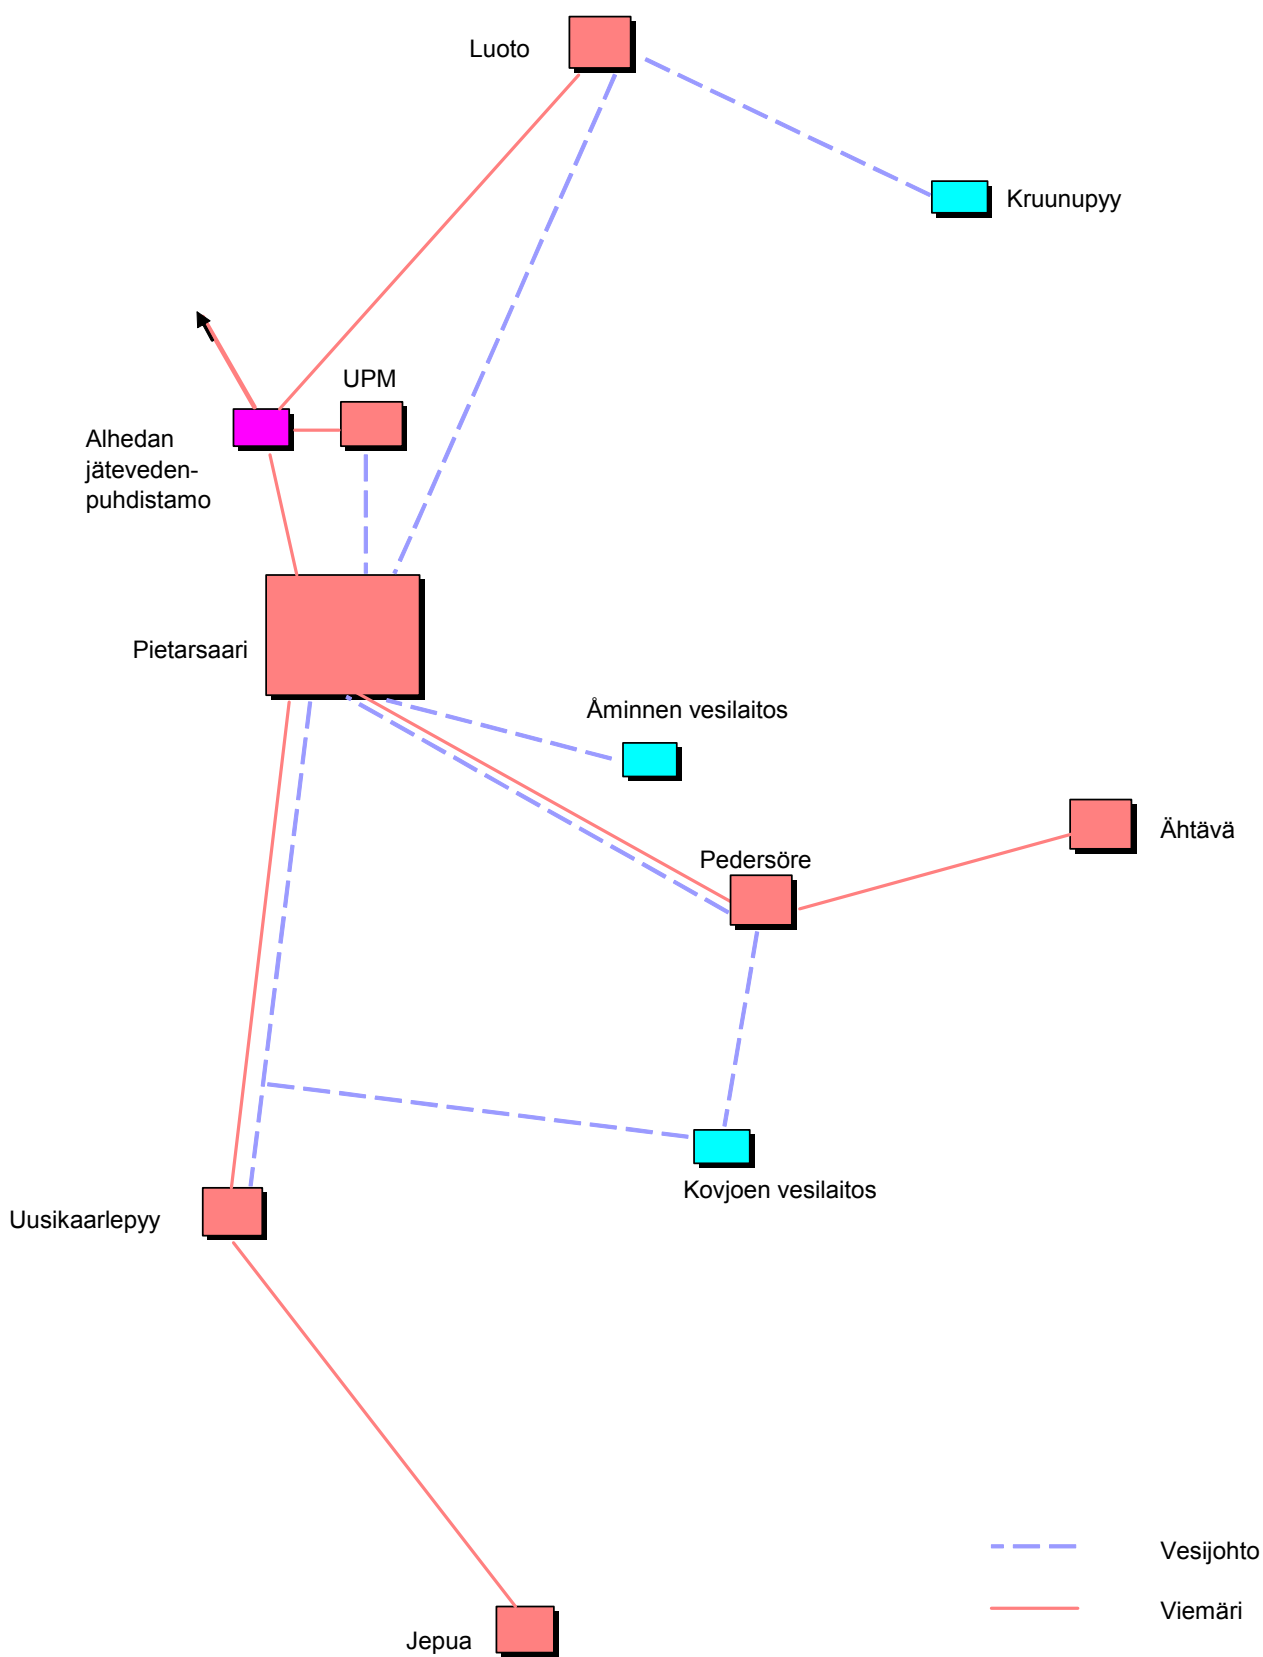 Luoto
Kruunupyy
UPM
Alhedan
jäteveden-
puhdistamo
Pietarsaari
Åminnen vesilaitos
Ähtävä
Pedersöre
Kovjoen vesilaitos
Uusikaarlepyy
Vesijohto
Viemäri
Jepua